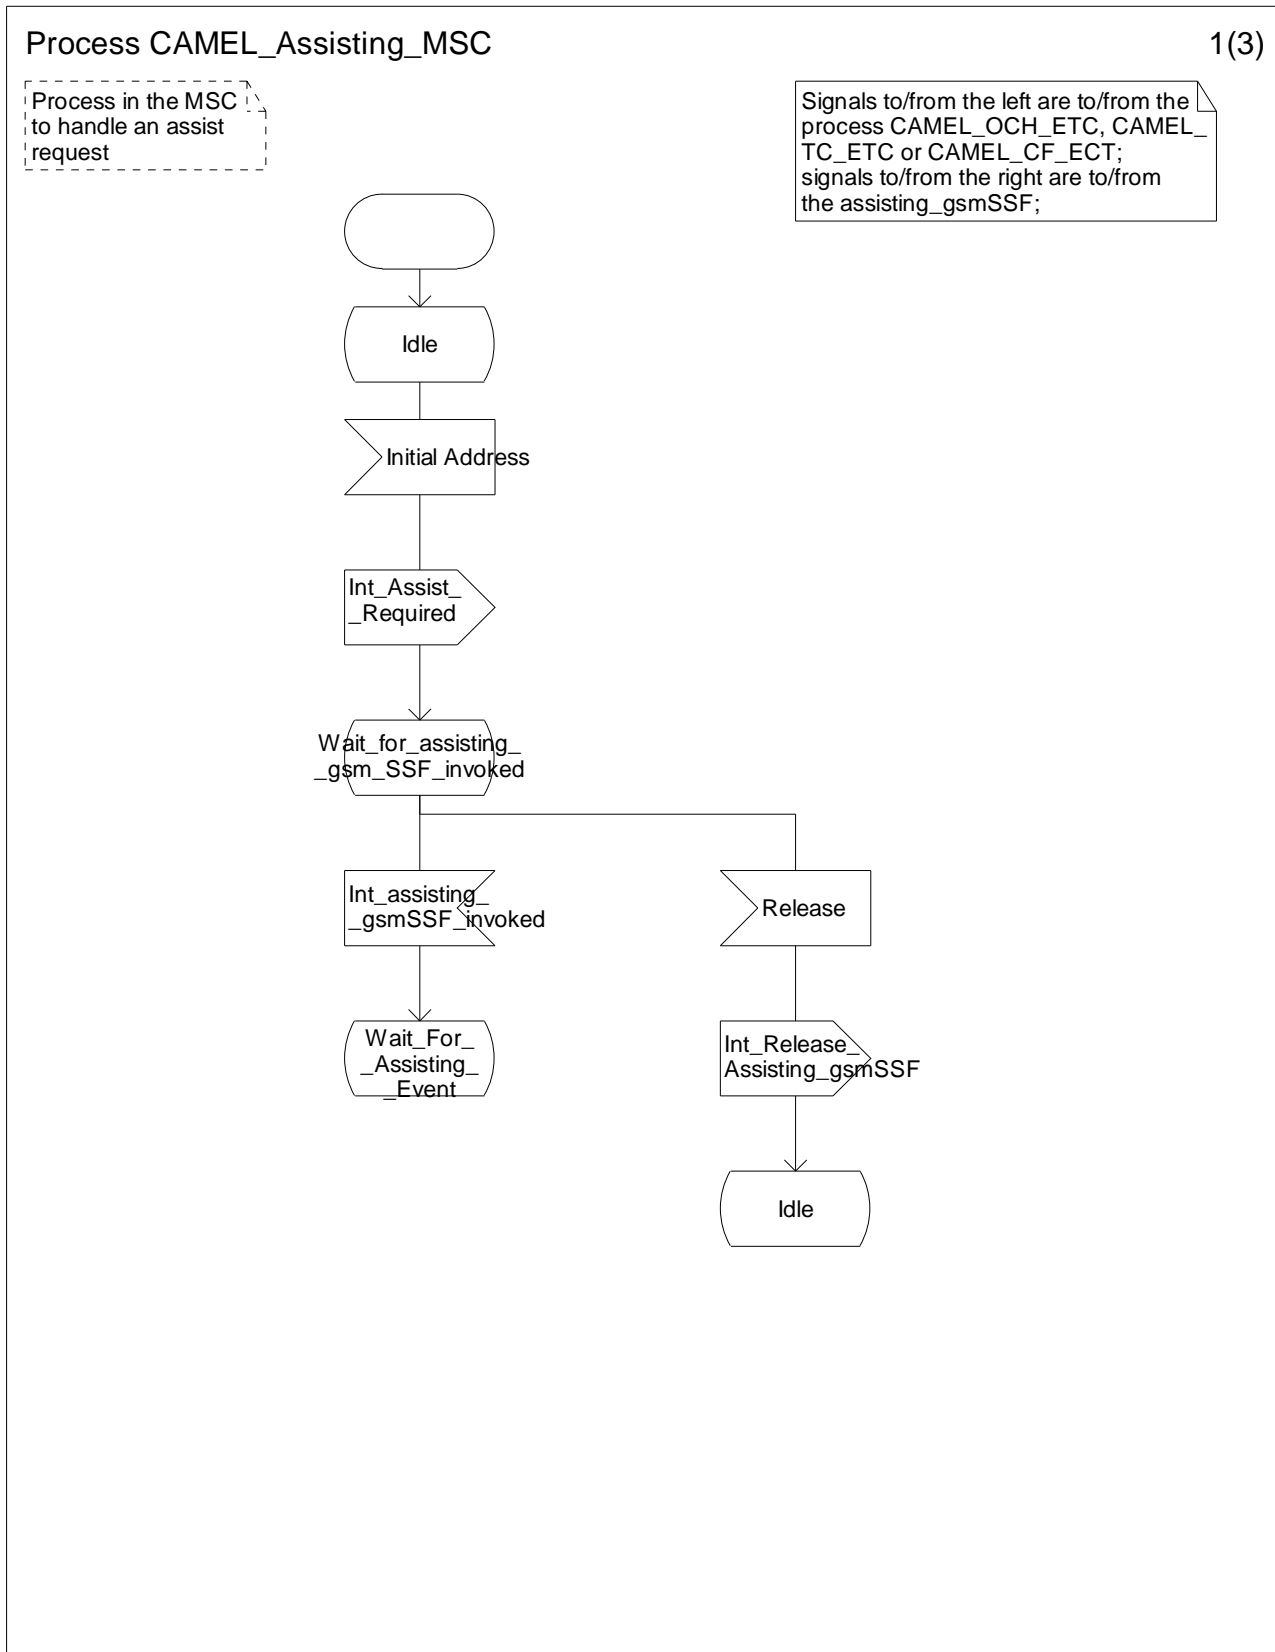 Process CAMEL_Assisting_MSC
1(3)
Process in the MSC
to handle an assist
request
Signals to/from the left are to/from the
process CAMEL_OCH_ETC, CAMEL_
TC_ETC or CAMEL_CF_ECT;
signals to/from the right are to/from
the assisting_gsmSSF;
Idle
Initial Address
Int_Assist_
_Required
Wait_for_assisting_
_gsm_SSF_invoked
Int_assisting_
_gsmSSF_invoked
Release
Wait_For_
_Assisting_
_Event
Int_Release_
Assisting_gsmSSF
Idle